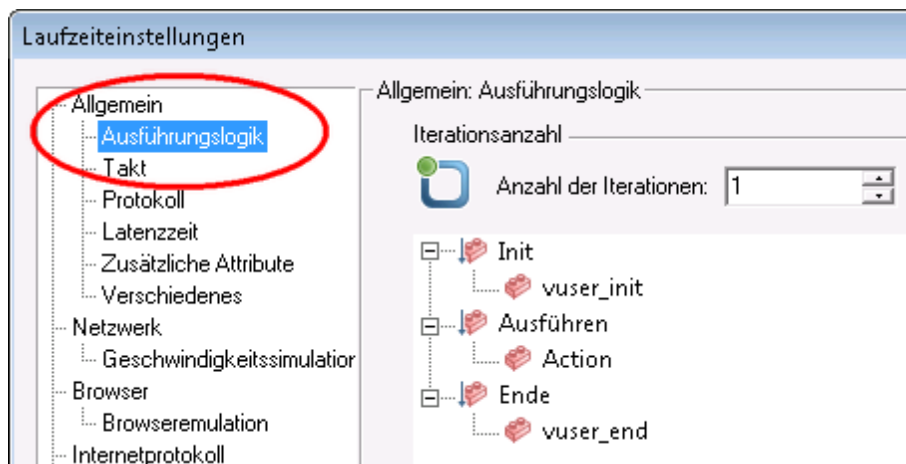 Laufzeiteinstellungen
Allgemein
Ausführungslogik
Takt
Protokoll
Latenzzeit
Zusätzliche Attribute
Verschiedenes
Netzwerk
Geschwindigkeitssimulation
Browser
Browseremulation
Internetprotokoll
Allgemein: Ausführungslogik
Iterationsanzahl
Anzahl der Iterationen: 1
Init
vuser_init
Ausführen
Action
Ende
vuser_end